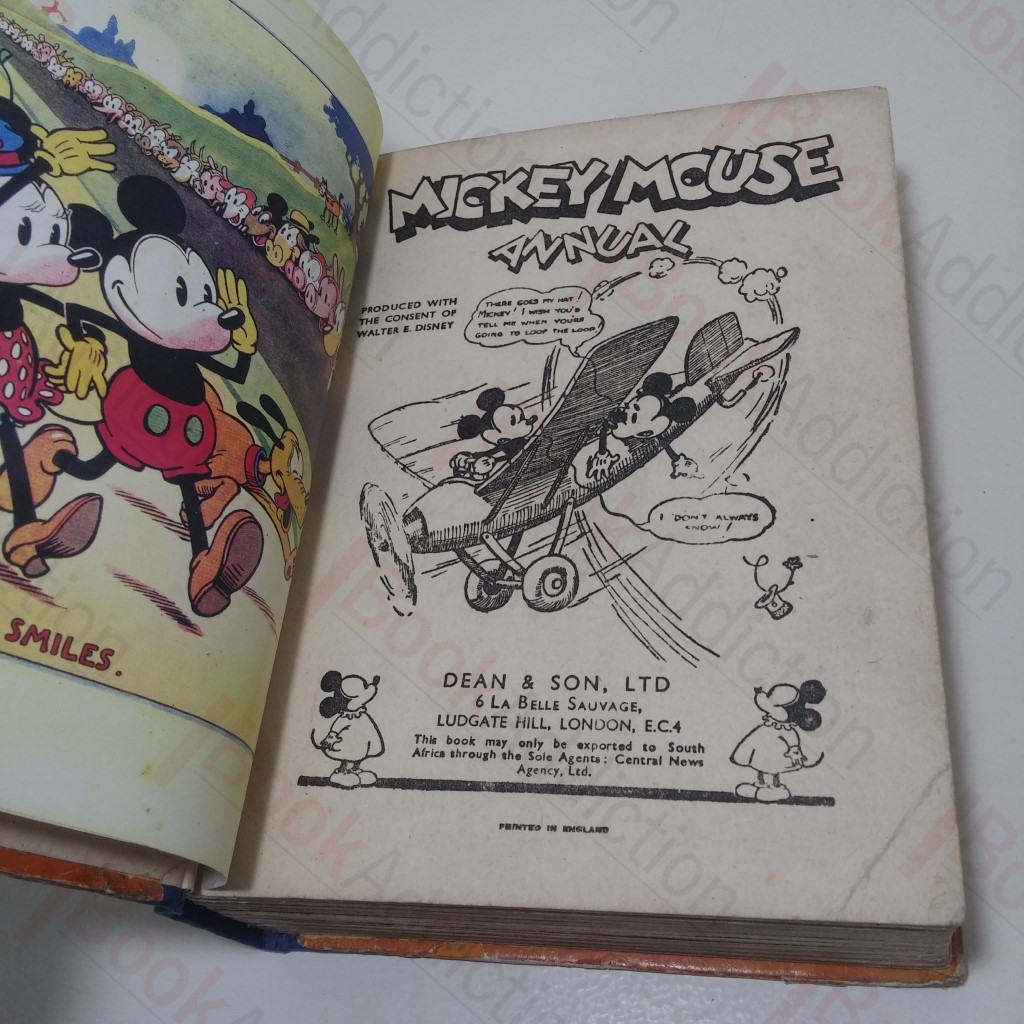 SMILES.
MICKEY MOUSE
ANNUAL
PRODUCED WITH
THE CONSENT OF
WALTER E. DISNEY
THERE GOES MY HAT!
MICKEY! I WISH YOU'D
TELL ME WHEN YOU'RE
GOING TO LOOP THE LOOP
I DON'T ALWAYS
KNOW!
DEAN & SON, LTD
6 LA BELLE SAUVAGE,
LUDGATE HILL, LONDON, E.C.4
This book may only be exported to South
Africa through the Sole Agents: Central News
Agency, Ltd.
PRINTED IN ENGLAND
BookAddiction